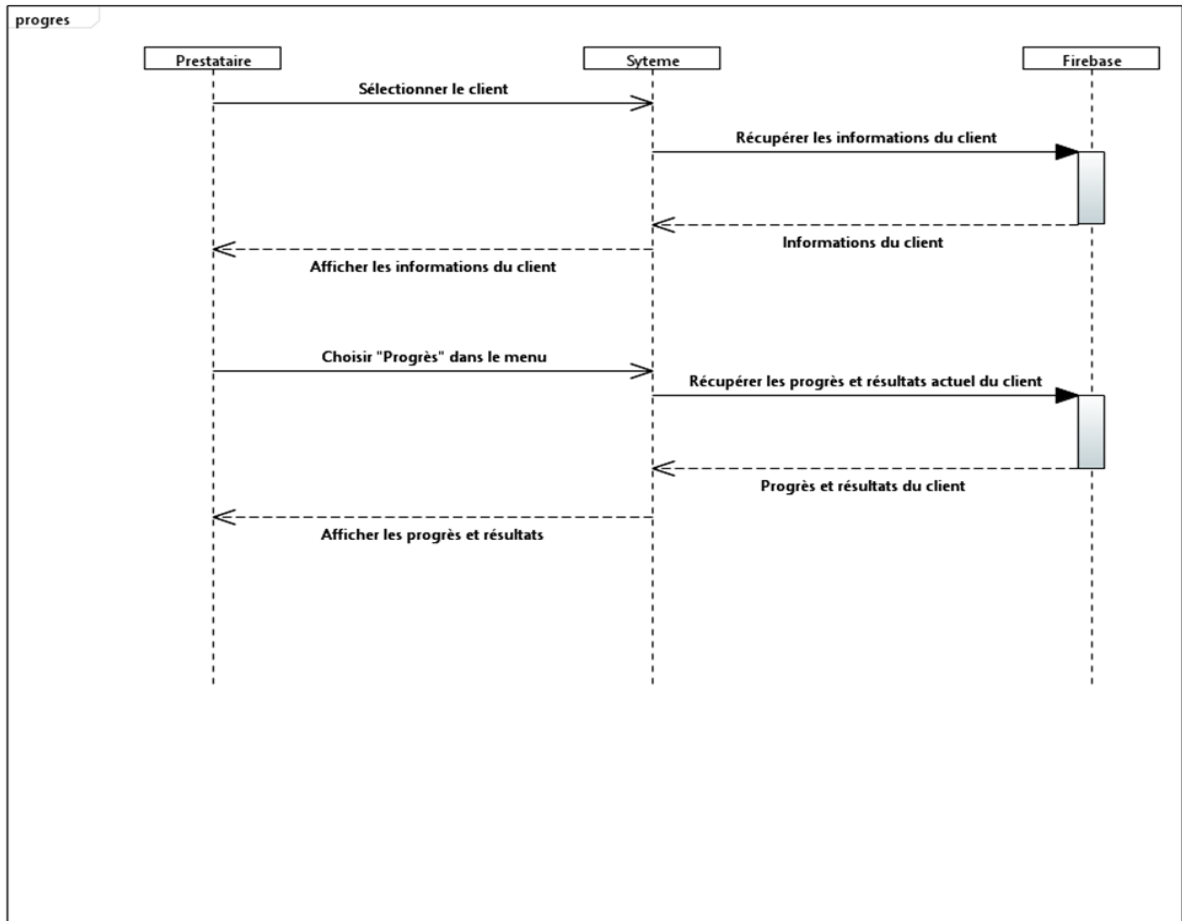 progres
Prestataire
Syteme
Firebase
Sélectionner le client
Récupérer les informations du client
Informations du client
Afficher les informations du client
Choisir "Progrès" dans le menu
Récupérer les progrès et résultats actuel du client
Progrès et résultats du client
Afficher les progrès et résultats